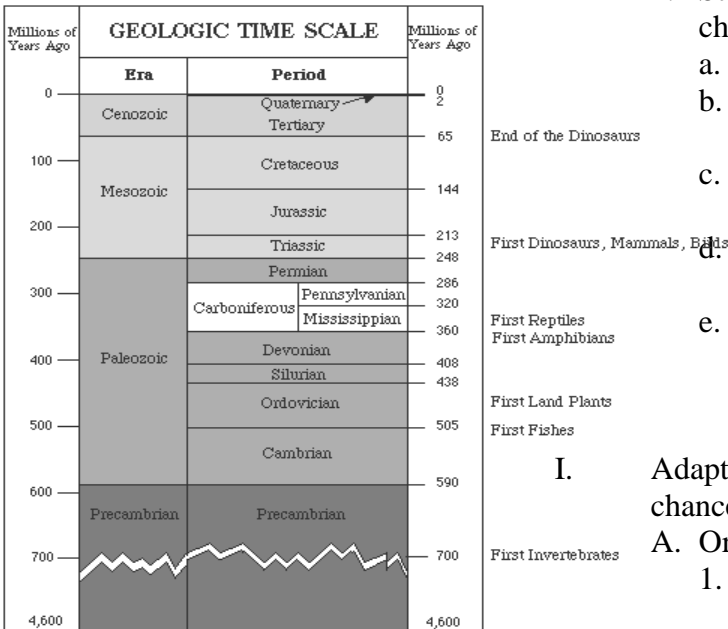 Millions of
Years Ago
GEOLOGIC TIME SCALE
Millions of
Years Ago
Era
Period
0
Cenozoic
Quaternary
Tertiary
0
2
65
End of the Dinosaurs
100
Mesozoic
Cretaceous
144
Jurassic
200
213
Triassic
First Dinosaurs, Mammals, Birds
248
Permian
286
300
Carboniferous
Pennsylvanian
320
Mississippian
First Reptiles
360
First Amphibians
Paleozoic
Devonian
400
408
Silurian
438
Ordovician
First Land Plants
500
505
First Fishes
Cambrian
590
600
Precambrian
Precambrian
700
700
First Invertebrates
4,600
4,600
a.
b.
c.
d.
e.
I.
A.
1.